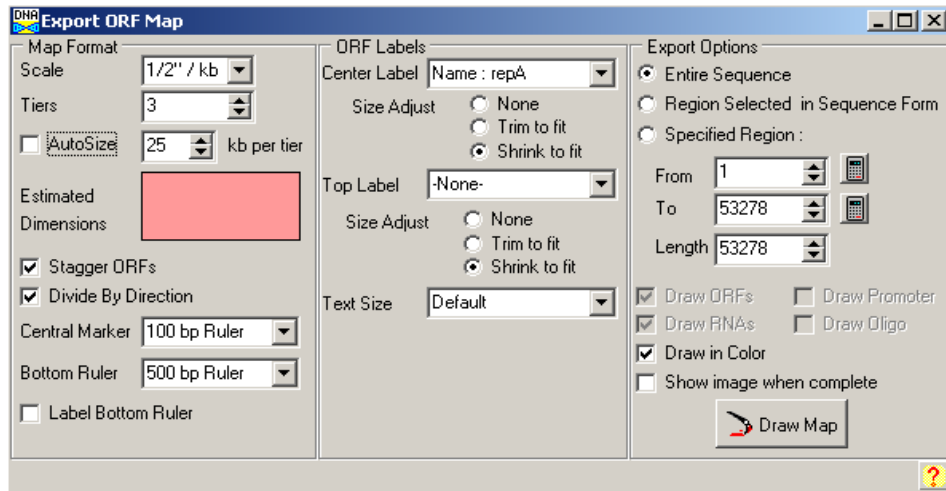 DNA Export ORF Map
Map Format
Scale 1/2'' / kb
Tiers 3
AutoSize 25 kb per tier
Estimated
Dimensions
Stagger ORFs
Divide By Direction
Central Marker 100 bp Ruler
Bottom Ruler 500 bp Ruler
Label Bottom Ruler
ORF Labels
Center Label Name : repA
Size Adjust None
Trim to fit
Shrink to fit
Top Label -None-
Size Adjust None
Trim to fit
Shrink to fit
Text Size Default
Export Options
Entire Sequence
Region Selected in Sequence Form
Specified Region :
From 1
To 53278
Length 53278
Draw ORFs Draw Promoter
Draw RNAs Draw Oligo
Draw in Color
Show image when complete
Draw Map
?